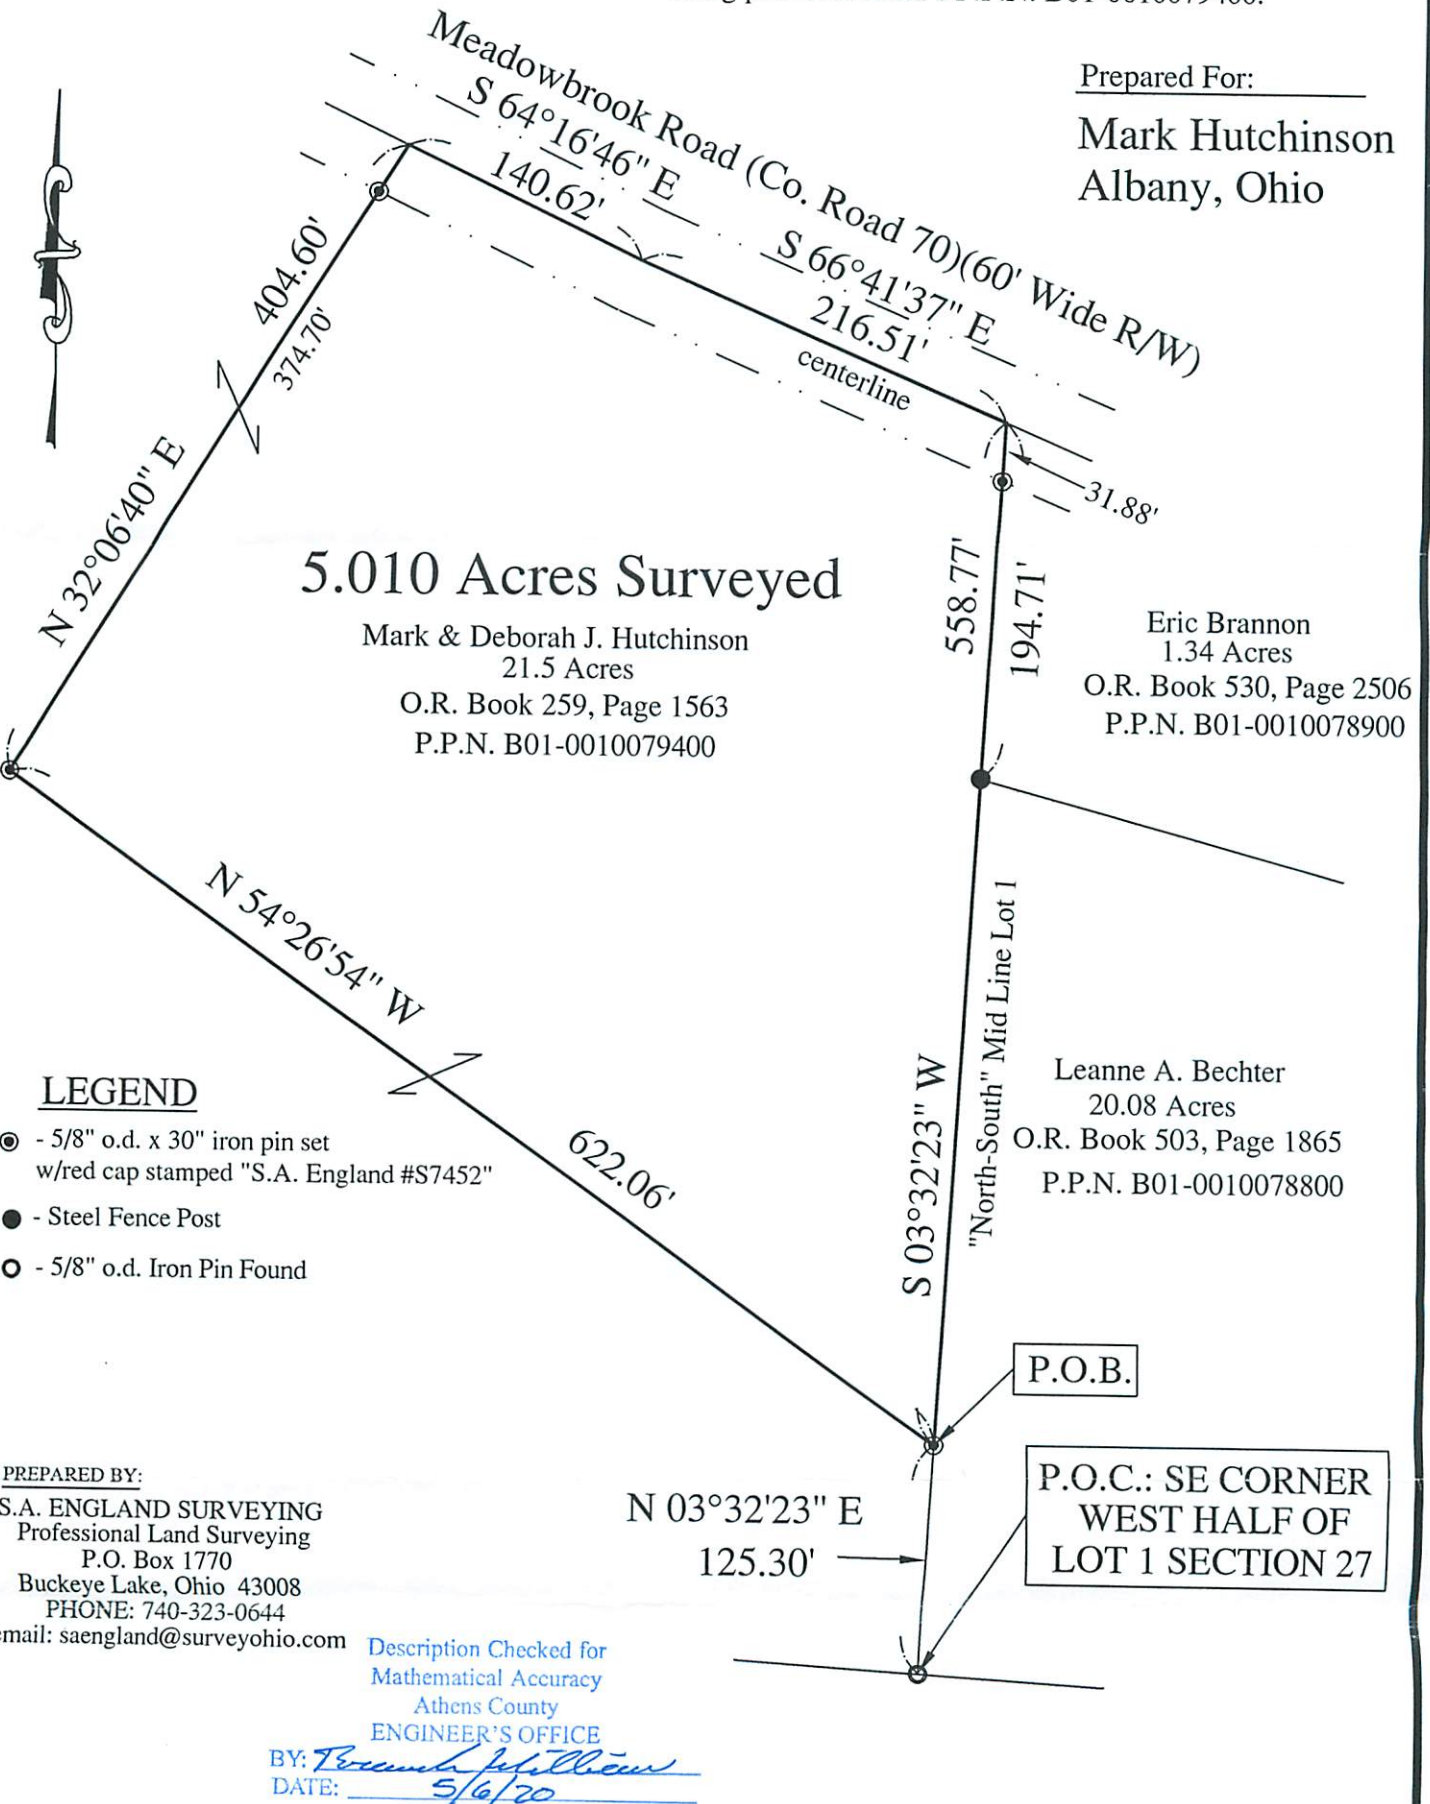 B01-0010079400.
Prepared For:
Mark Hutchinson
Albany, Ohio
Meadowbrook Road (Co. Road 70)(60' Wide R/W)
S 64°16'46" E
140.62'
S 66°41'37" E
216.51'
centerline
404.60'
374.70'
N 32°06'40" E
31.88'
558.77'
194.71'
5.010 Acres Surveyed
Mark & Deborah J. Hutchinson
21.5 Acres
O.R. Book 259, Page 1563
P.P.N. B01-0010079400
Eric Brannon
1.34 Acres
O.R. Book 530, Page 2506
P.P.N. B01-0010078900
N 54°26'54" W
622.06'
S 03°32'23" W
"North-South" Mid Line Lot 1
Leanne A. Bechter
20.08 Acres
O.R. Book 503, Page 1865
P.P.N. B01-0010078800
LEGEND
- 5/8" o.d. x 30" iron pin set
w/red cap stamped "S.A. England #S7452"
- Steel Fence Post
- 5/8" o.d. Iron Pin Found
P.O.B.
P.O.C.: SE CORNER
WEST HALF OF
LOT 1 SECTION 27
N 03°32'23" E
125.30'
PREPARED BY:
S.A. ENGLAND SURVEYING
Professional Land Surveying
P.O. Box 1770
Buckeye Lake, Ohio 43008
PHONE: 740-323-0644
email: saengland@surveyohio.com
Description Checked for
Mathematical Accuracy
Athens County
ENGINEER'S OFFICE
BY:
DATE: 5/6/20